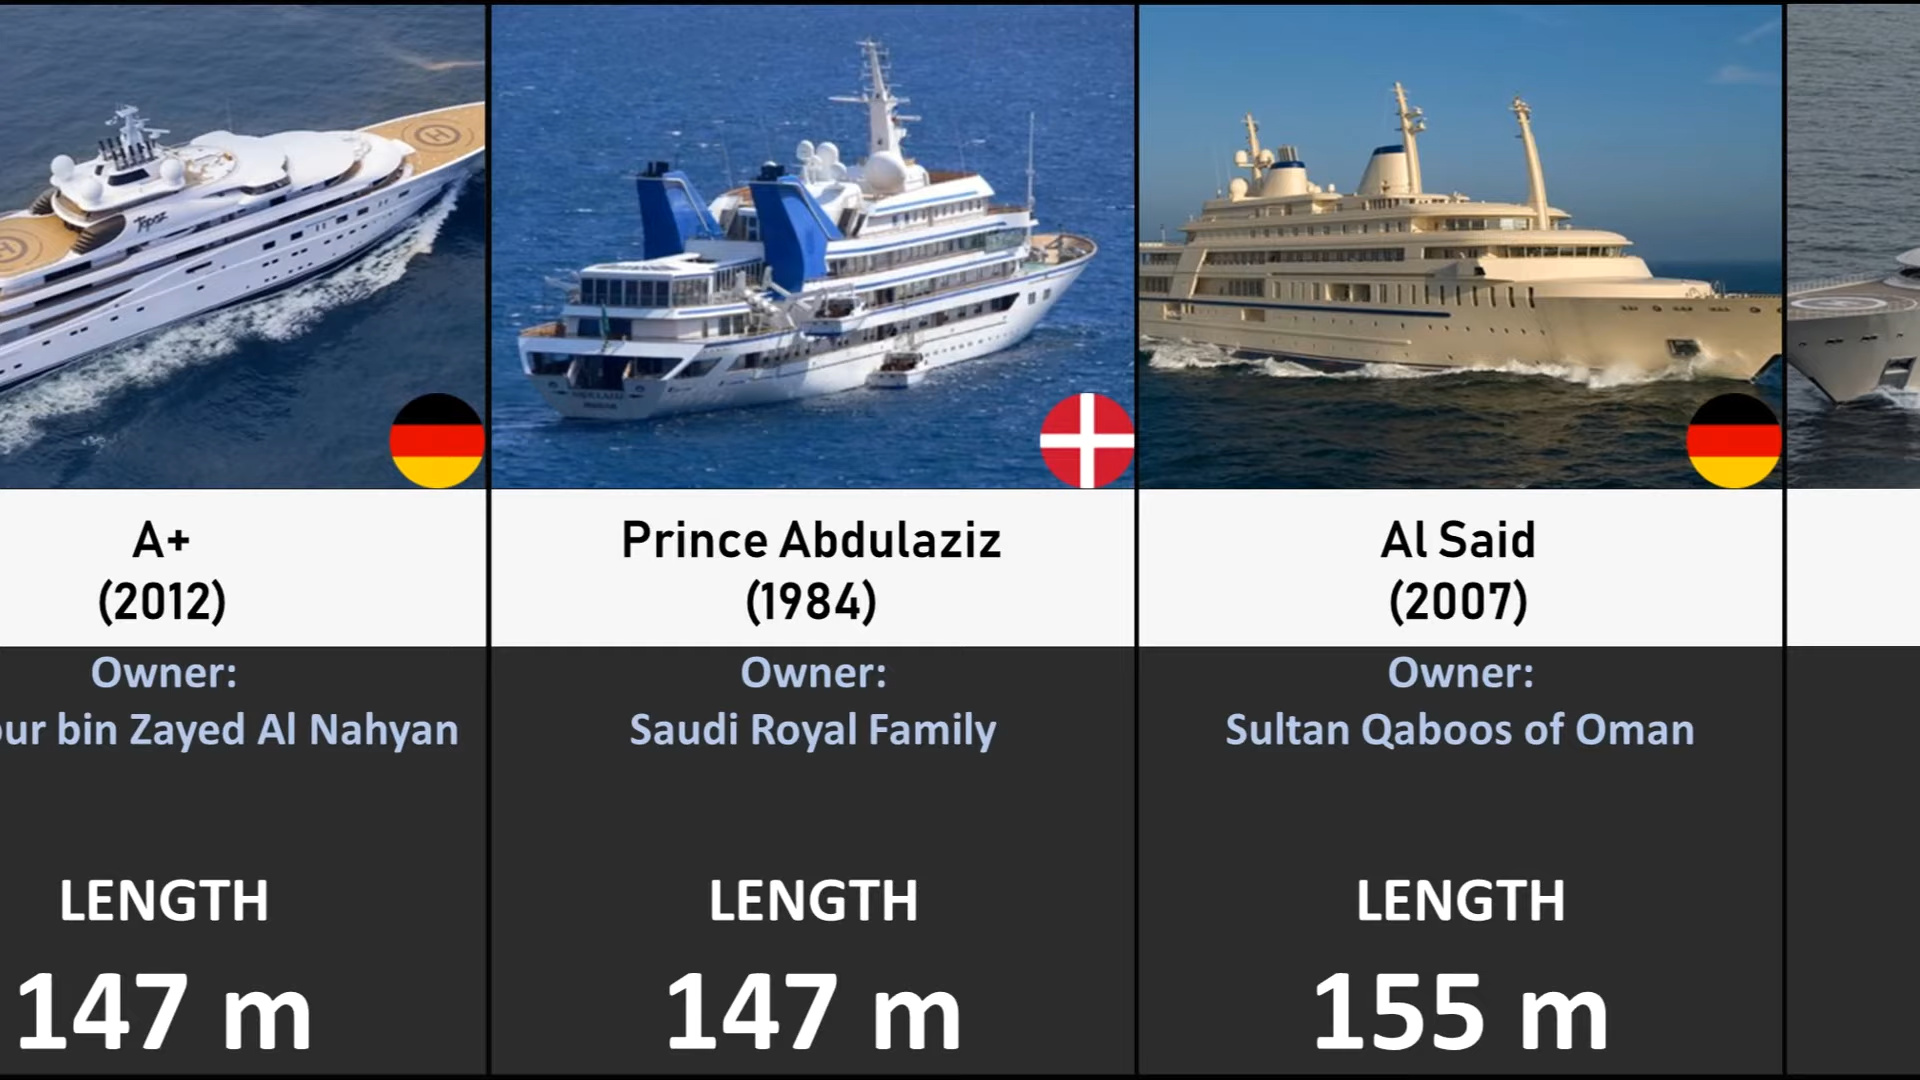 Topaz
A+
(2012)
Owner:
bin Zayed Al Nahyan
LENGTH
147 m
Prince Abdulaziz
(1984)
Owner:
Saudi Royal Family
LENGTH
147 m
Al Said
(2007)
Owner:
Sultan Qaboos of Oman
LENGTH
155 m